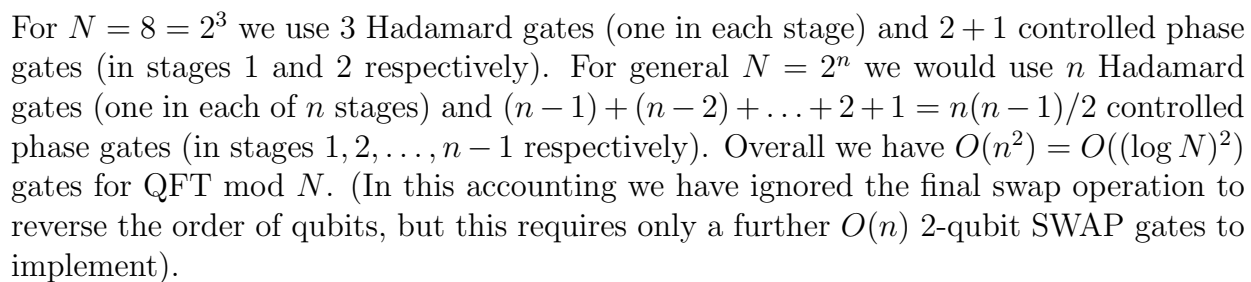 For N = 8 = 2³ we use 3 Hadamard gates (one in each stage) and 2 + 1 controlled phase
gates (in stages 1 and 2 respectively). For general N = 2ⁿ we would use n Hadamard
gates (one in each of n stages) and (n − 1) + (n − 2) + . . . + 2 + 1 = n(n − 1)/2 controlled
phase gates (in stages 1, 2, . . . , n − 1 respectively). Overall we have O(n²) = O((log N)²)
gates for QFT mod N. (In this accounting we have ignored the final swap operation to
reverse the order of qubits, but this requires only a further O(n) 2-qubit SWAP gates to
implement).